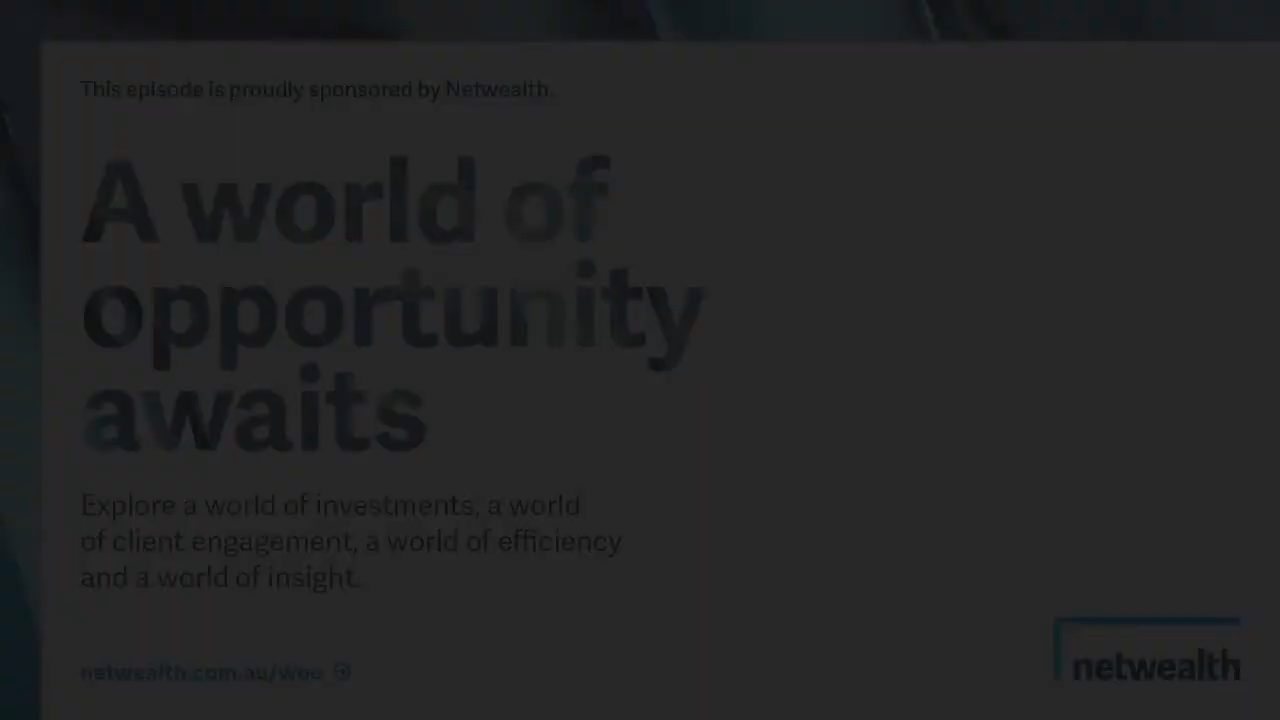 This episode is proudly sponsored by Netwealth.
A world of
opportunity
awaits
Explore a world of investments, a world
of client engagement, a world of efficiency
and a world of insight.
netwealth.com.au/woo
netwealth